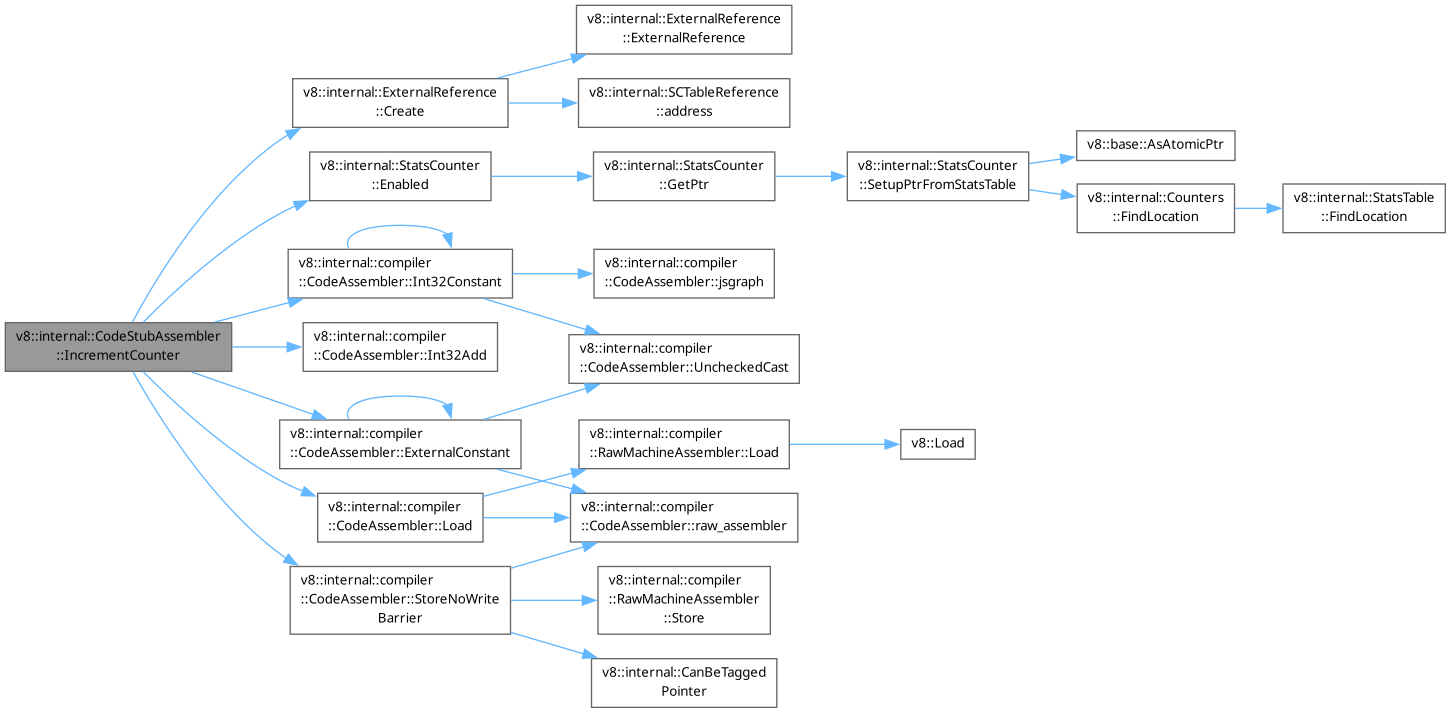 v8::internal::CodeStubAssembler
::IncrementCounter
v8::internal::ExternalReference
::Create
v8::internal::ExternalReference
::ExternalReference
v8::internal::SCTableReference
::address
v8::internal::StatsCounter
::Enabled
v8::internal::StatsCounter
::GetPtr
v8::internal::StatsCounter
::SetupPtrFromStatsTable
v8::base::AsAtomicPtr
v8::internal::Counters
::FindLocation
v8::internal::StatsTable
::FindLocation
v8::internal::compiler
::CodeAssembler::Int32Constant
v8::internal::compiler
::CodeAssembler::jsgraph
v8::internal::compiler
::CodeAssembler::UncheckedCast
v8::internal::compiler
::CodeAssembler::Int32Add
v8::internal::compiler
::CodeAssembler::ExternalConstant
v8::internal::compiler
::CodeAssembler::raw_assembler
v8::internal::compiler
::CodeAssembler::Load
v8::internal::compiler
::RawMachineAssembler::Load
v8::Load
v8::internal::compiler
::CodeAssembler::StoreNoWrite
Barrier
v8::internal::compiler
::RawMachineAssembler
::Store
v8::internal::CanBeTagged
Pointer